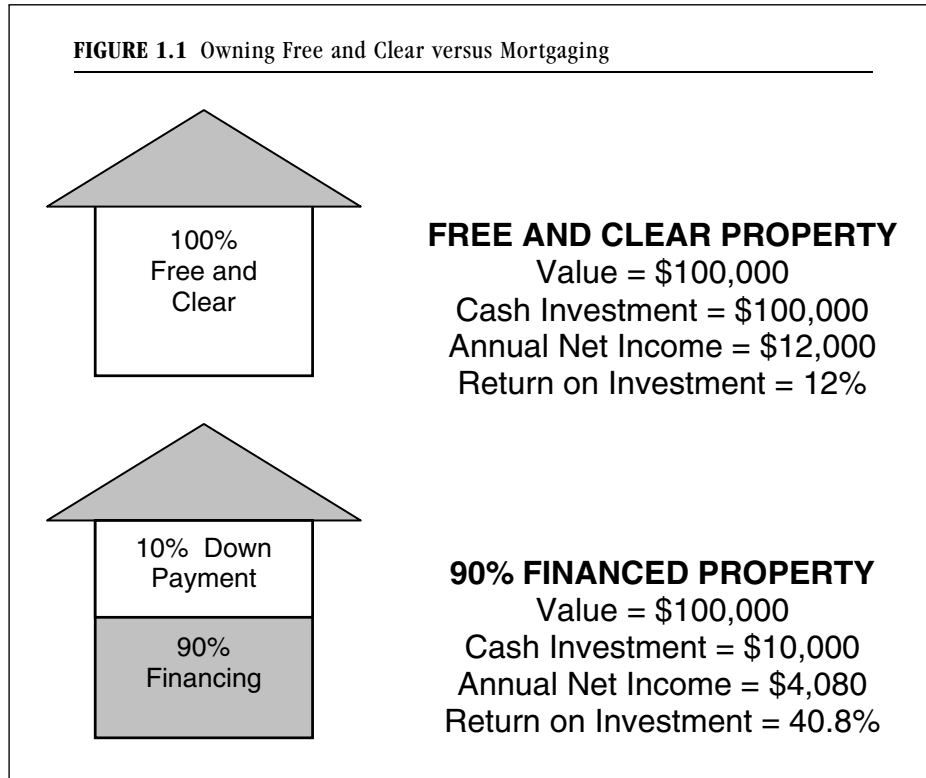 FIGURE 1.1 Owning Free and Clear versus Mortgaging
100%
Free and
Clear
FREE AND CLEAR PROPERTY
Value = $100,000
Cash Investment = $100,000
Annual Net Income = $12,000
Return on Investment = 12%
10% Down
Payment
90%
Financing
90% FINANCED PROPERTY
Value = $100,000
Cash Investment = $10,000
Annual Net Income = $4,080
Return on Investment = 40.8%